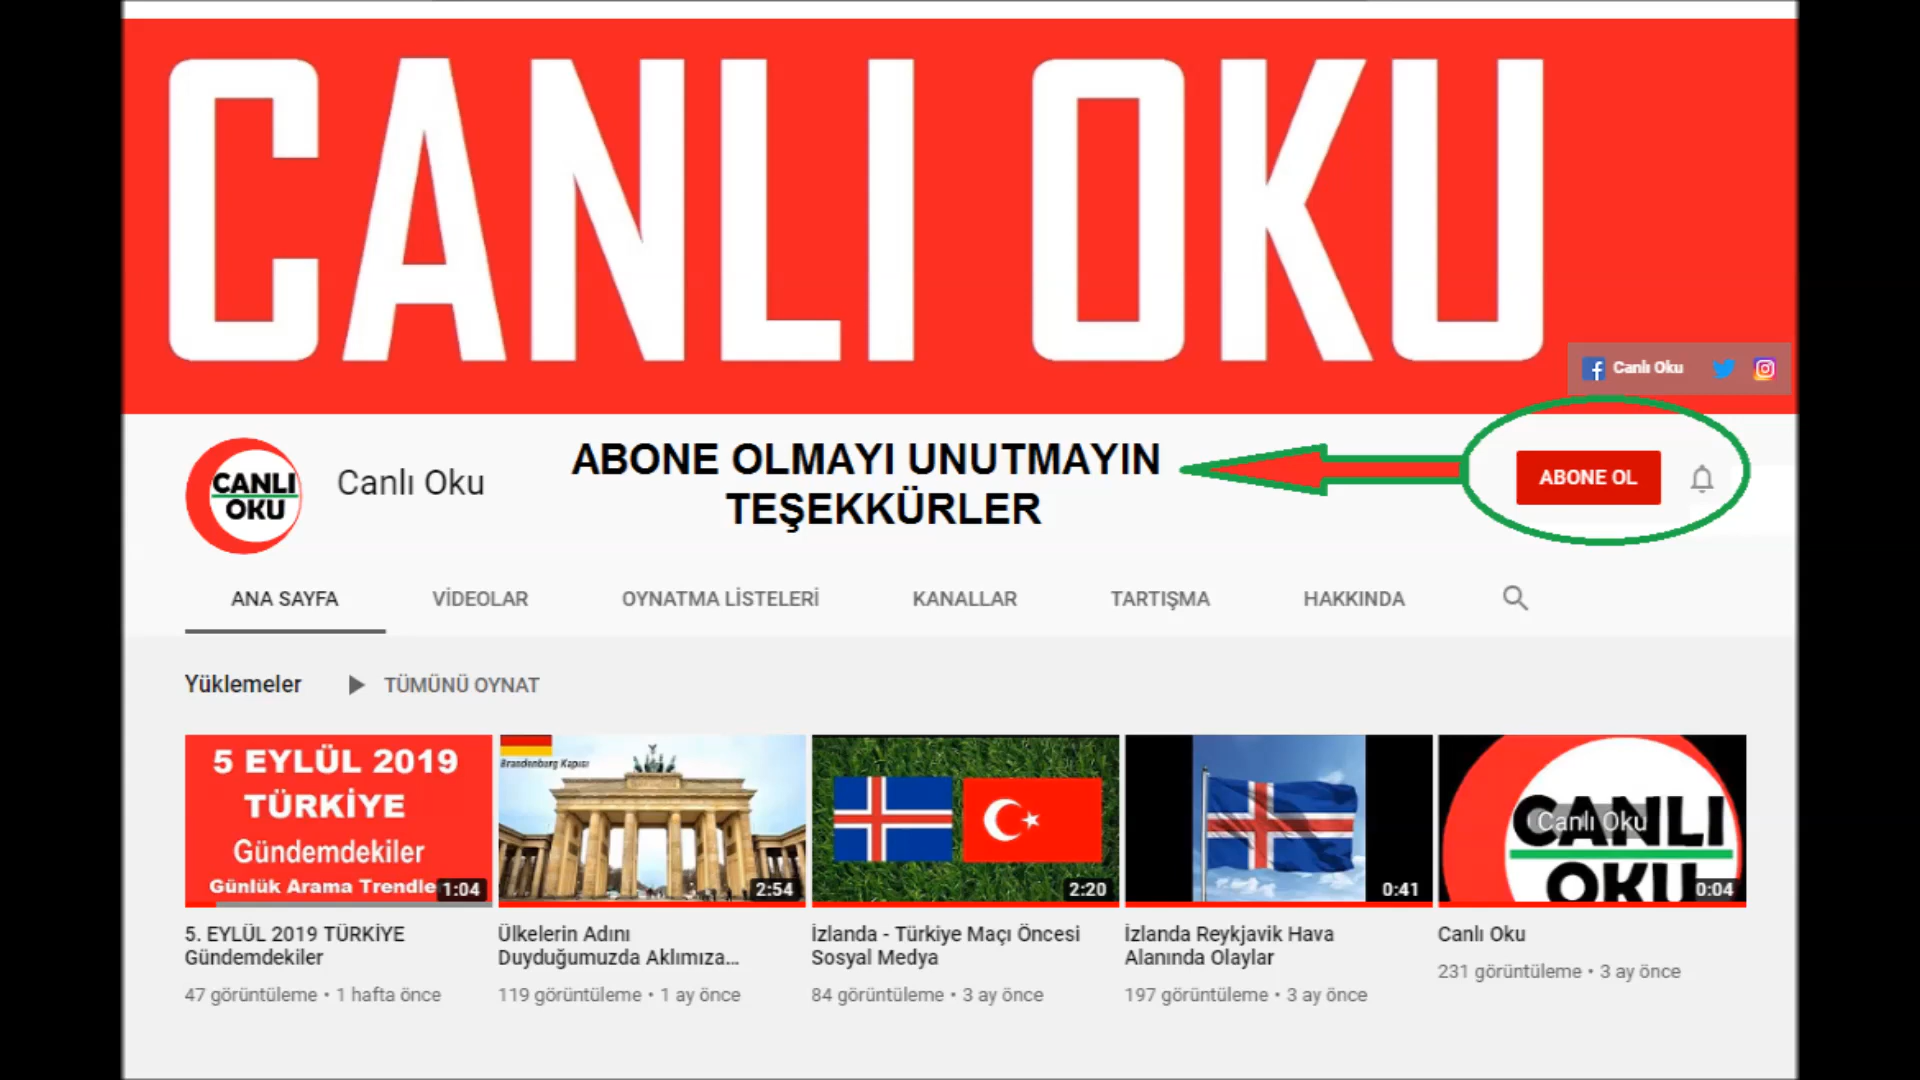 CANLI OKU
Canlı Oku
CANLI
OKU
Canlı Oku
ABONE OLMAYI UNUTMAYIN
TEŞEKKÜRLER
ABONE OL
ANA SAYFA
VİDEOLAR
OYNATMA LİSTELERİ
KANALLAR
TARTIŞMA
HAKKINDA
Yüklemeler
TÜMÜNÜ OYNAT
5 EYLÜL 2019
TÜRKİYE
Gündemdekiler
Günlük Arama Trendle
1:04
5. EYLÜL 2019 TÜRKİYE
Gündemdekiler
47 görüntüleme • 1 hafta önce
Brandenburg Kapısı
2:54
Ülkelerin Adını
Duyduğumuzda Aklımıza...
119 görüntüleme • 1 ay önce
2:20
İzlanda - Türkiye Maçı Öncesi
Sosyal Medya
84 görüntüleme • 3 ay önce
0:41
İzlanda Reykjavik Hava
Alanında Olaylar
197 görüntüleme • 3 ay önce
CANLI
Canlı Oku
OKU
0:04
Canlı Oku
231 görüntüleme • 3 ay önce